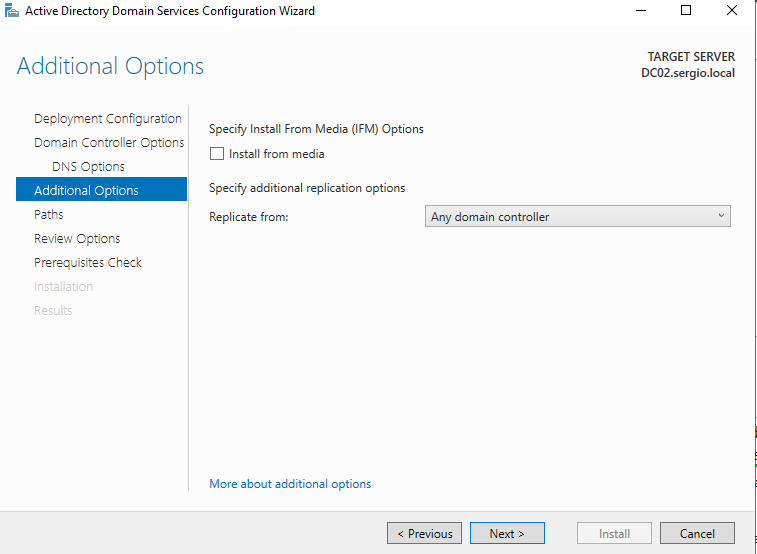 Active Directory Domain Services Configuration Wizard
Additional Options
TARGET SERVER
DC02.sergio.local
Deployment Configuration
Domain Controller Options
DNS Options
Additional Options
Paths
Review Options
Prerequisites Check
Installation
Results
Specify Install From Media (IFM) Options
Install from media
Specify additional replication options
Replicate from:
Any domain controller
More about additional options
< Previous
Next >
Install
Cancel